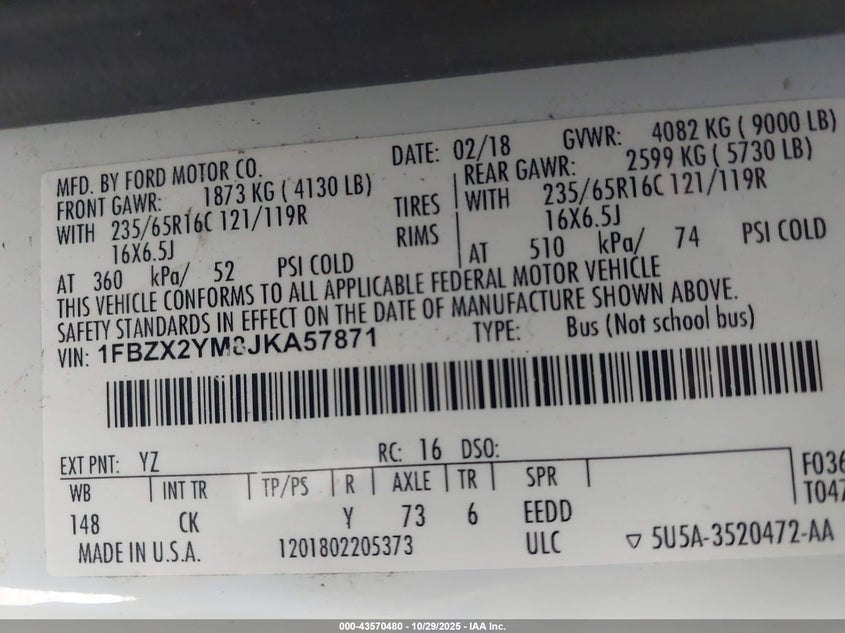 MFD. BY FORD MOTOR CO. DATE: 02/18 GVWR: 4082 KG ( 9000 LB)
FRONT GAWR: 1873 KG ( 4130 LB) REAR GAWR: 2599 KG ( 5730 LB)
WITH 235/65R16C 121/119R TIRES WITH 235/65R16C 121/119R
16X6.5J RIMS 16X6.5J
AT 360 kPa/ 52 PSI COLD AT 510 kPa/ 74 PSI COLD
THIS VEHICLE CONFORMS TO ALL APPLICABLE FEDERAL MOTOR VEHICLE
SAFETY STANDARDS IN EFFECT ON THE DATE OF MANUFACTURE SHOWN ABOVE.
VIN: 1FBZX2YM8JKA57871 TYPE: Bus (Not school bus)
EXT PNT: YZ RC: 16 DSO:
WB INT TR TP/PS R AXLE TR SPR F036
148 CK Y 73 6 EEDD T047
MADE IN U.S.A. 1201802205373 ULC ▽ 5U5A-3520472-AA
000-43570480 - 10/29/2025 - IAA Inc.